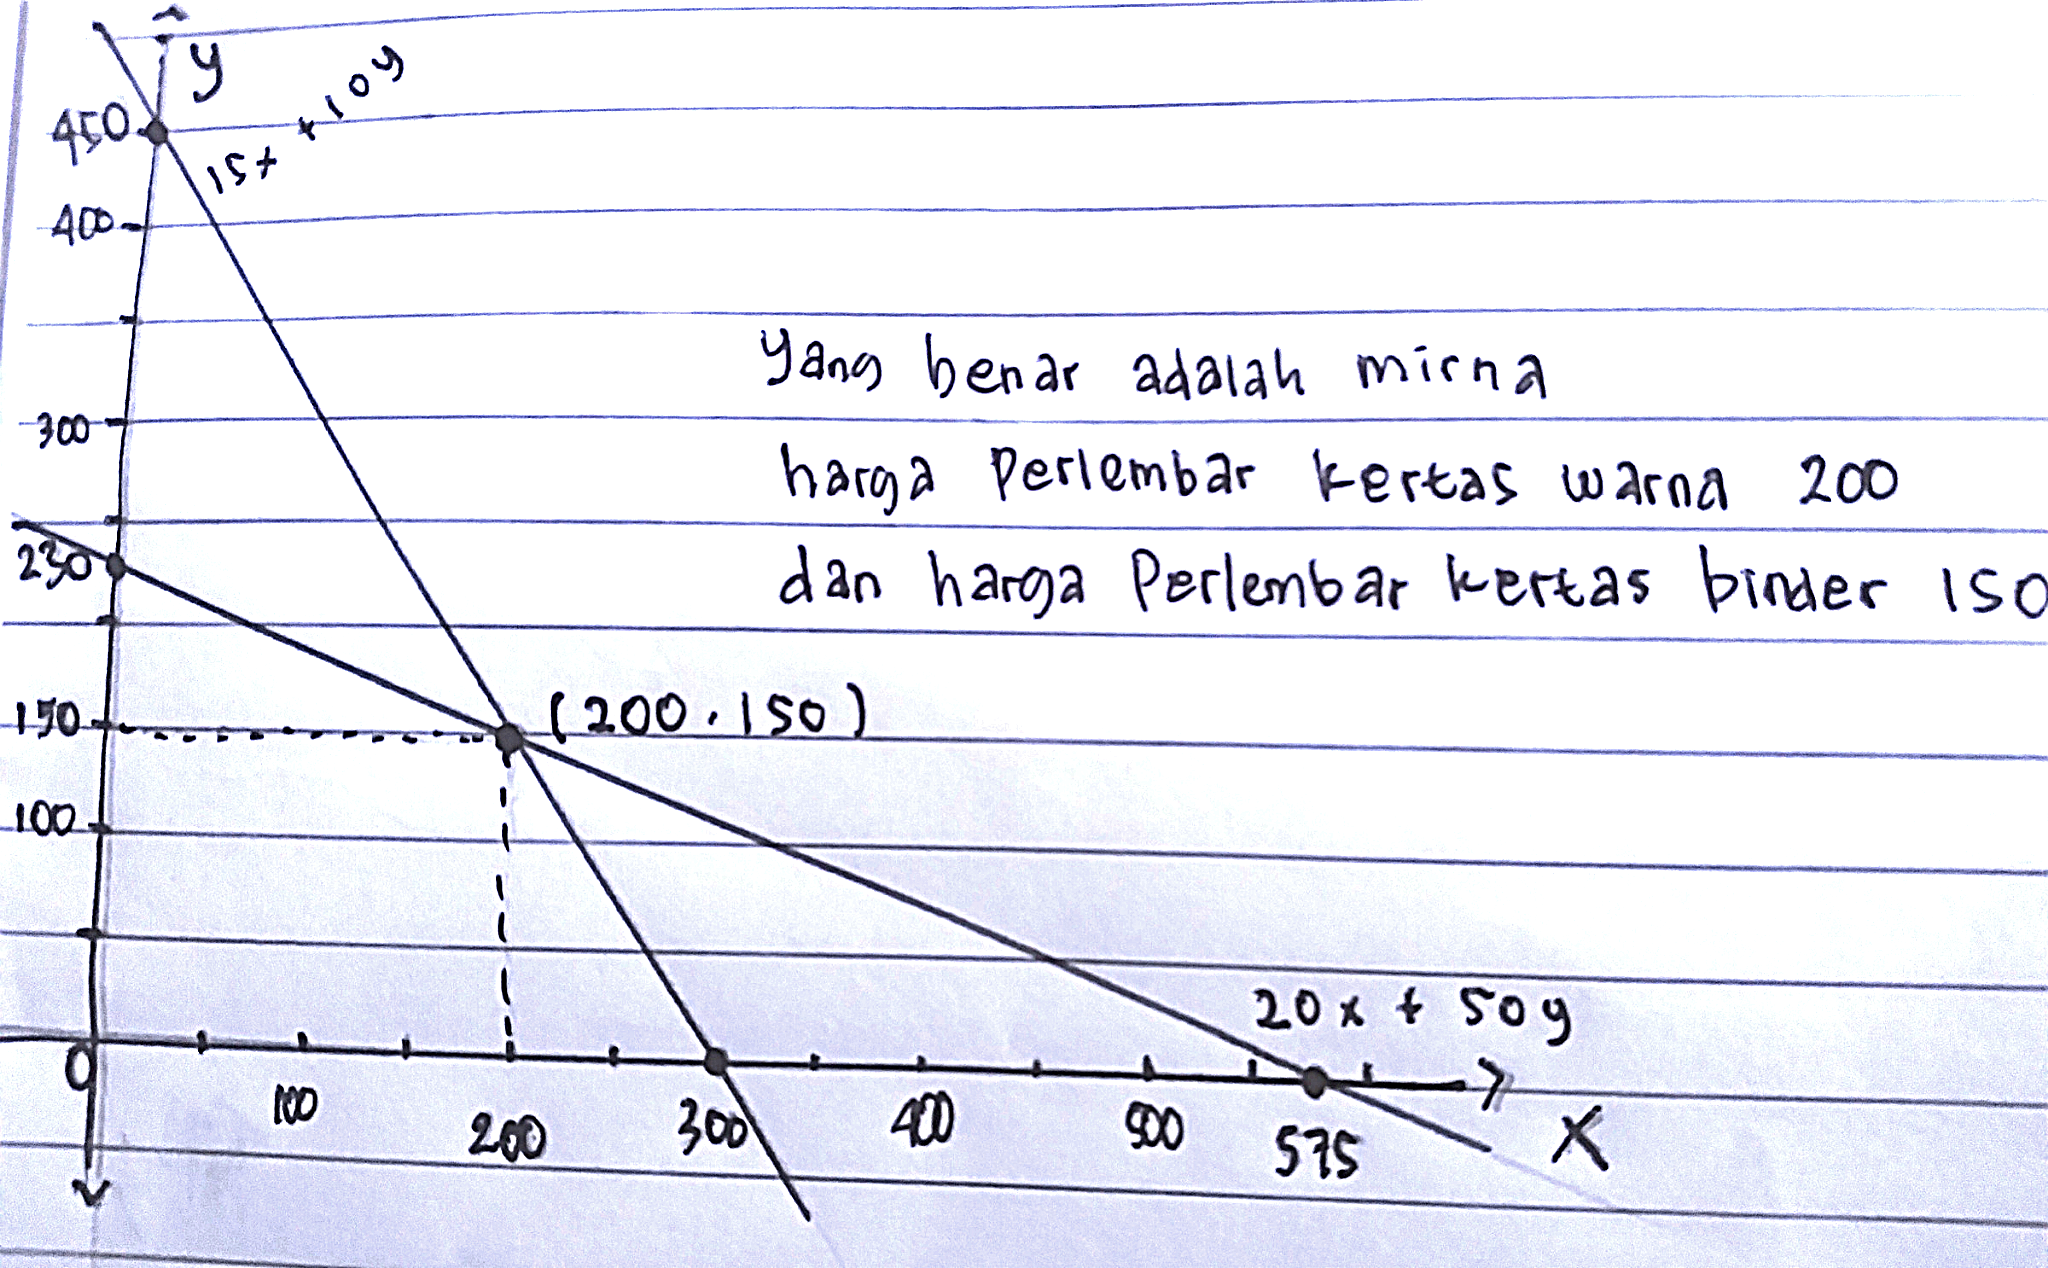 y
450
15x + 10y
400
yang benar adalah mirna
300
harga Perlembar kertas warna 200
230
dan harga Perlembar kertas binder 150
150
(200.150)
100
20x + 50y
0
100 200 300 400 500 575 X